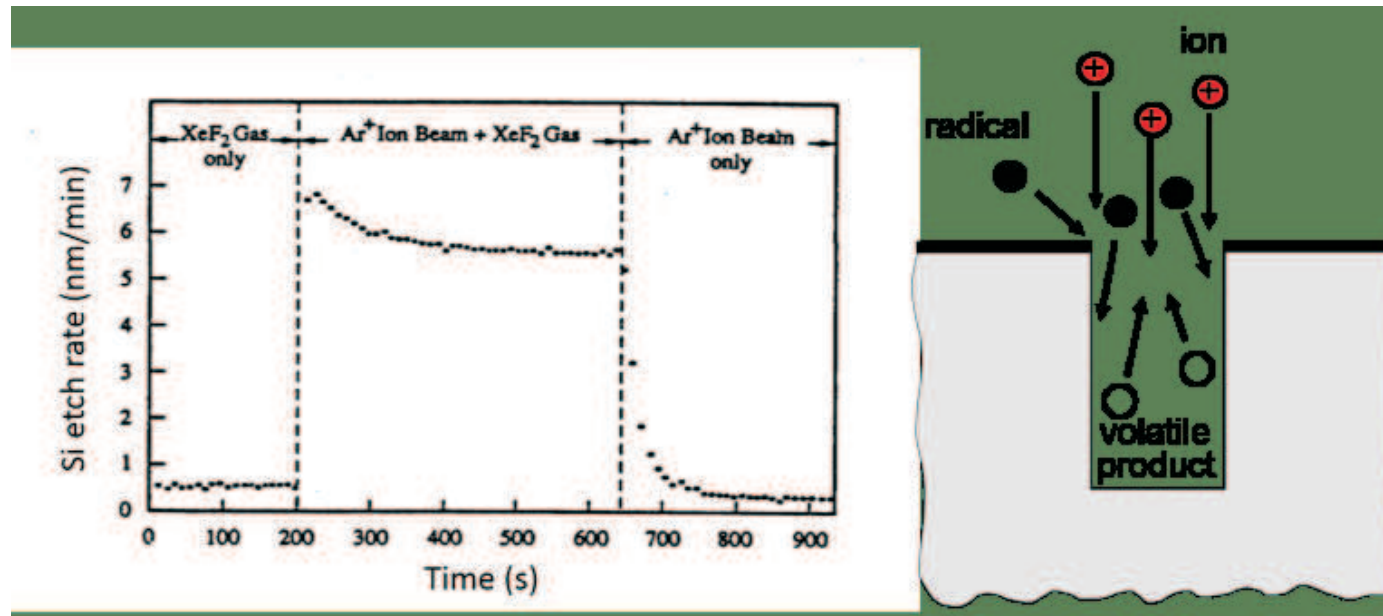 XeF₂ Gas
only
Ar⁺Ion Beam + XeF₂ Gas
Ar⁺Ion Beam
only
Si etch rate (nm/min)
7
6
5
4
3
2
1
0
0 100 200 300 400 500 600 700 800 900
Time (s)
ion
radical
volatile
product